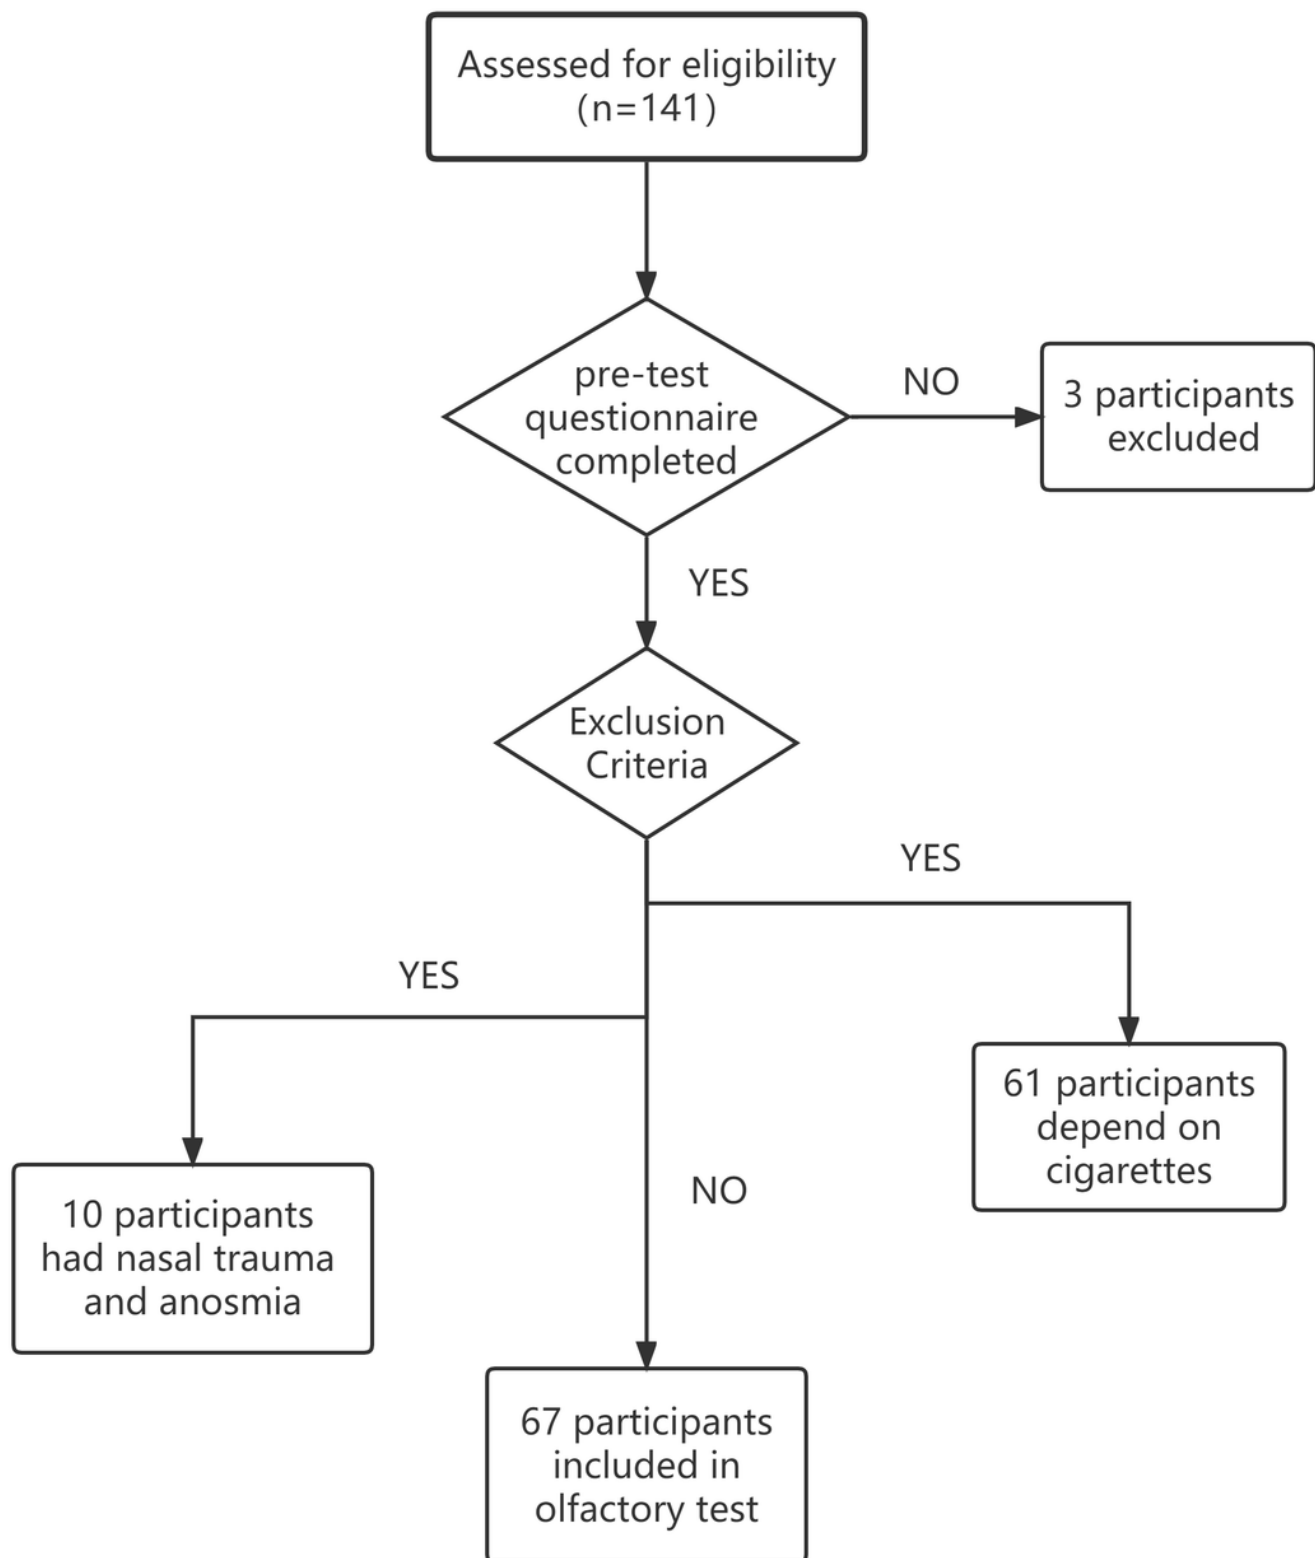 Assessed for eligibility
(n=141)
pre-test
questionnaire
completed
NO
3 participants
excluded
YES
Exclusion
Criteria
YES
YES
61 participants
depend on
cigarettes
10 participants
had nasal trauma
and anosmia
NO
67 participants
included in
olfactory test